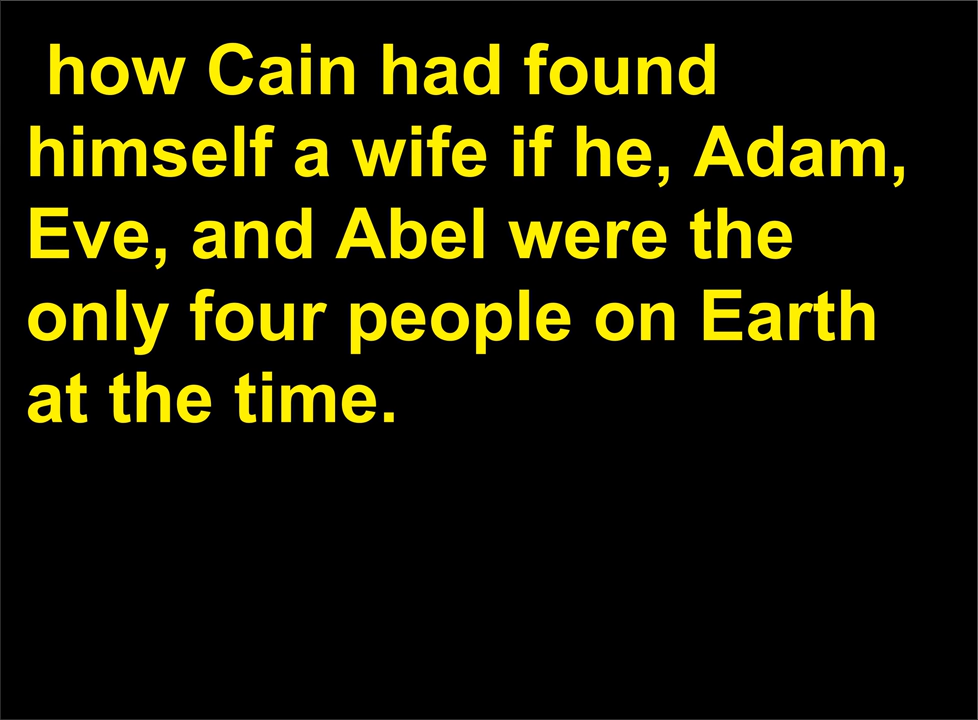 how Cain had found
himself a wife if he, Adam,
Eve, and Abel were the
only four people on Earth
at the time.